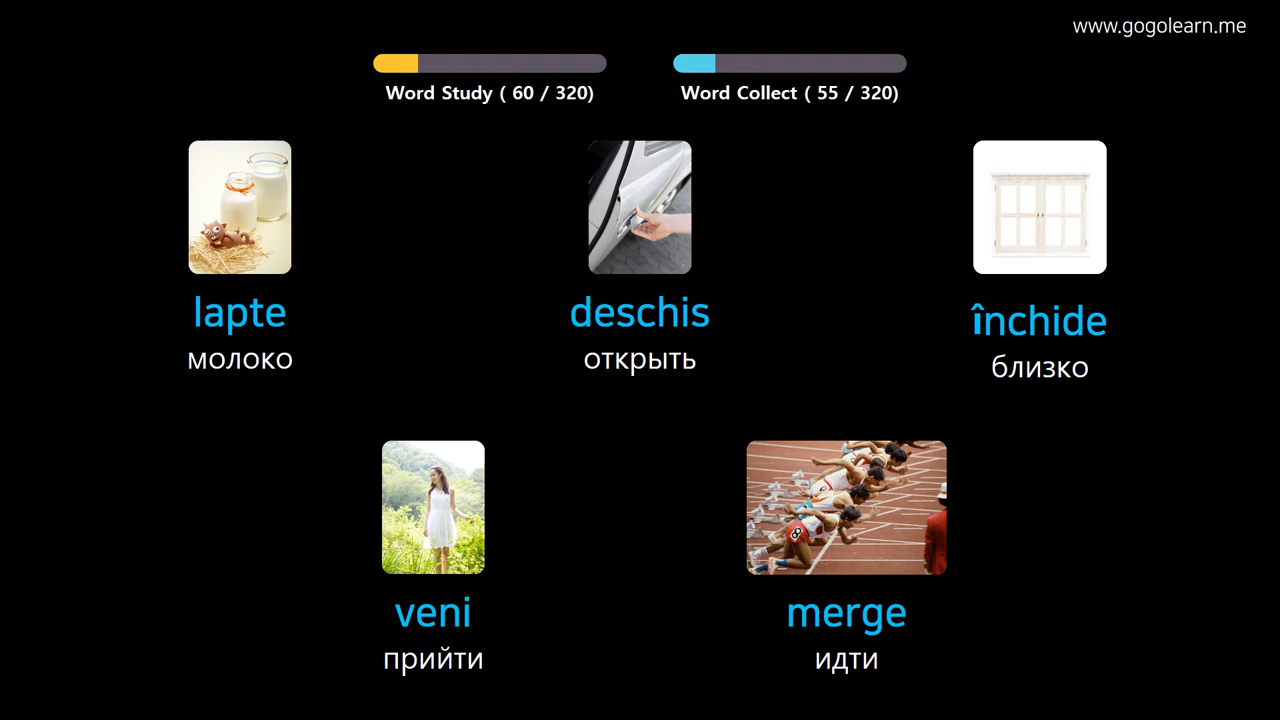 www.gogolearn.me
Word Study ( 60 / 320)
Word Collect ( 55 / 320)
lapte
молоко
deschis
открыть
închide
близко
veni
прийти
merge
идти